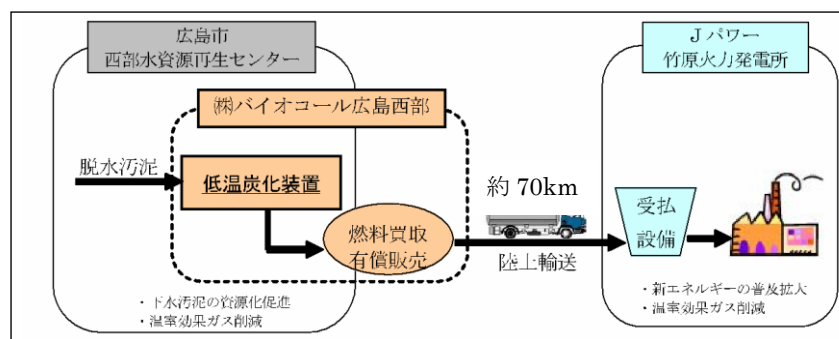 広島市
西部水資源再生センター
Jパワー
竹原火力発電所
㈱バイオコール広島西部
脱水汚泥
低温炭化装置
燃料買取
有償販売
約70km
陸上輸送
受払
設備
・下水汚泥の資源化促進
・温室効果ガス削減
・新エネルギーの普及拡大
・温室効果ガス削減